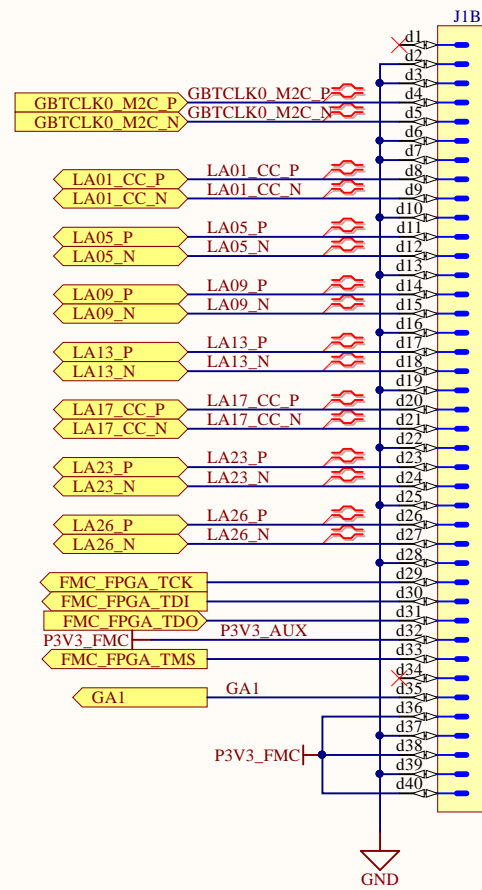 J1B
d1
d2
d3
GBTCLK0_M2C_P GBTCLK0_M2C_P d4
GBTCLK0_M2C_N GBTCLK0_M2C_N d5
d6
d7
LA01_CC_P LA01_CC_P d8
LA01_CC_N LA01_CC_N d9
d10
LA05_P LA05_P d11
LA05_N LA05_N d12
d13
LA09_P LA09_P d14
LA09_N LA09_N d15
d16
LA13_P LA13_P d17
LA13_N LA13_N d18
d19
LA17_CC_P LA17_CC_P d20
LA17_CC_N LA17_CC_N d21
d22
LA23_P LA23_P d23
LA23_N LA23_N d24
d25
LA26_P LA26_P d26
LA26_N LA26_N d27
d28
FMC_FPGA_TCK d29
FMC_FPGA_TDI d30
FMC_FPGA_TDO d31
P3V3_FMC P3V3_AUX d32
FMC_FPGA_TMS d33
d34
GA1 GA1 d35
d36
d37
P3V3_FMC d38
d39
d40
GND